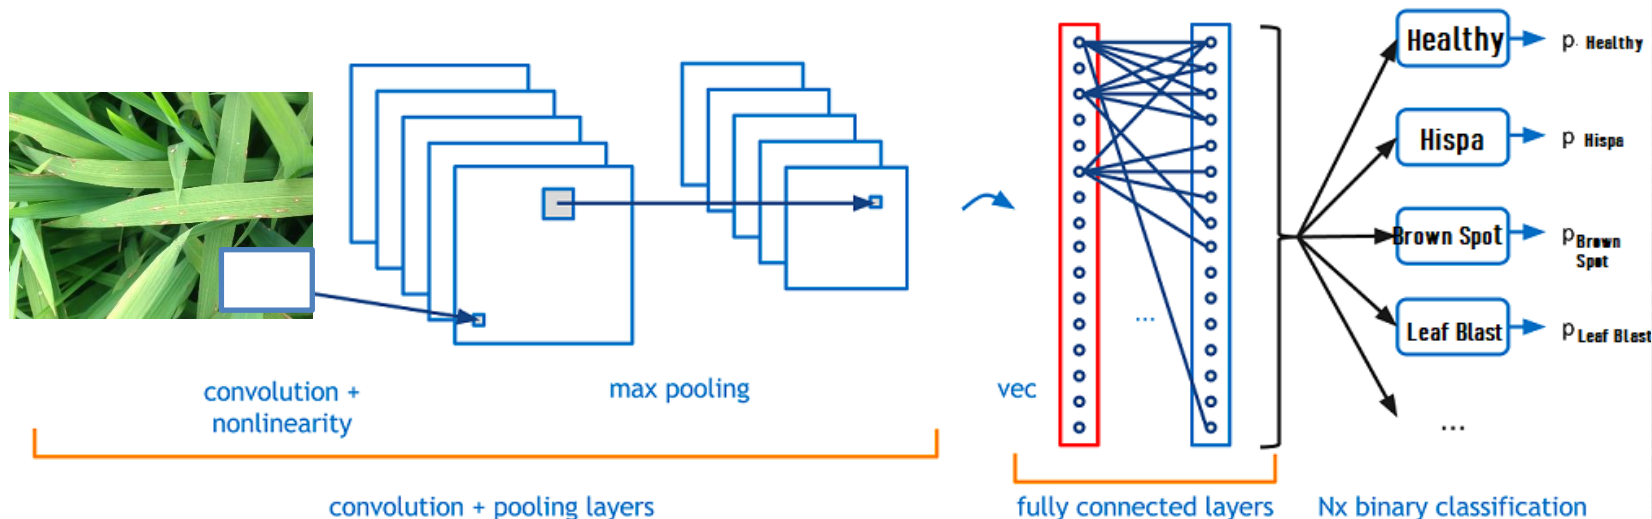 Healthy
p. Healthy
Hispa
p Hispa
Brown Spot
p Brown
Spot
Leaf Blast
p Leaf Blast
...
...
convolution +
nonlinearity
max pooling
vec
convolution + pooling layers
fully connected layers
Nx binary classification